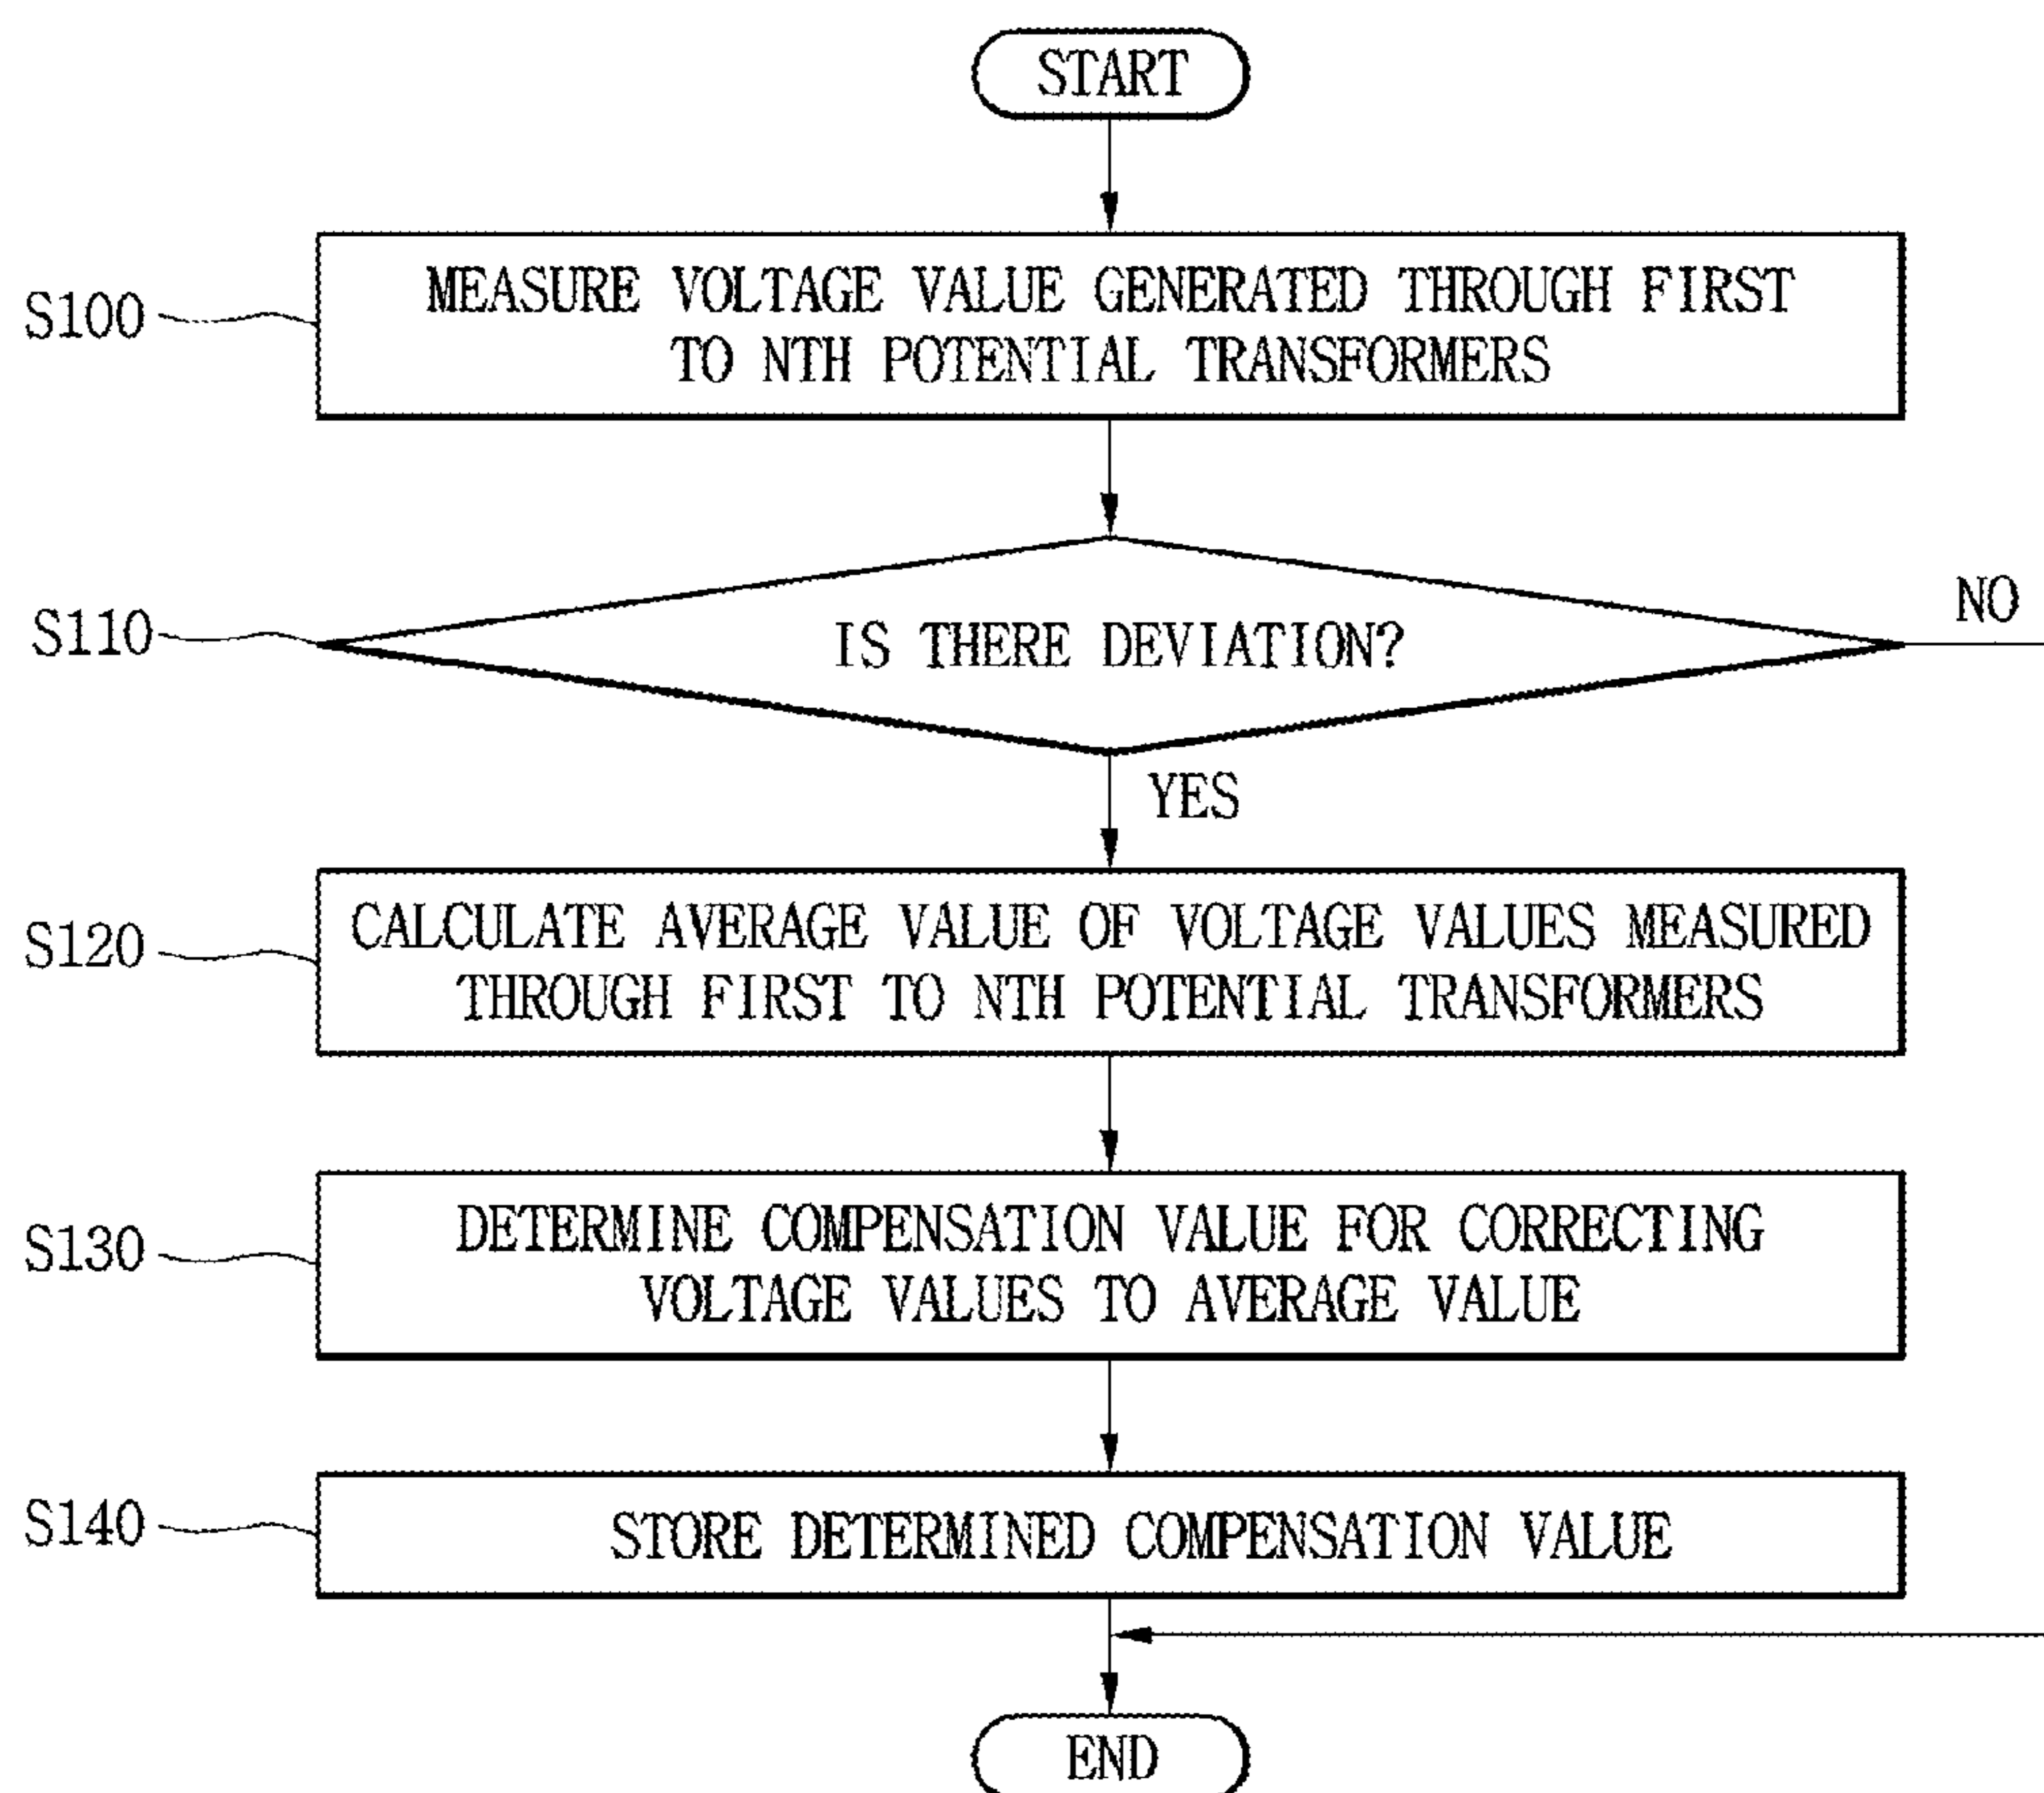 START
S100
MEASURE VOLTAGE VALUE GENERATED THROUGH FIRST
TO NTH POTENTIAL TRANSFORMERS
S110
IS THERE DEVIATION?
NO
YES
S120
CALCULATE AVERAGE VALUE OF VOLTAGE VALUES MEASURED
THROUGH FIRST TO NTH POTENTIAL TRANSFORMERS
S130
DETERMINE COMPENSATION VALUE FOR CORRECTING
VOLTAGE VALUES TO AVERAGE VALUE
S140
STORE DETERMINED COMPENSATION VALUE
END